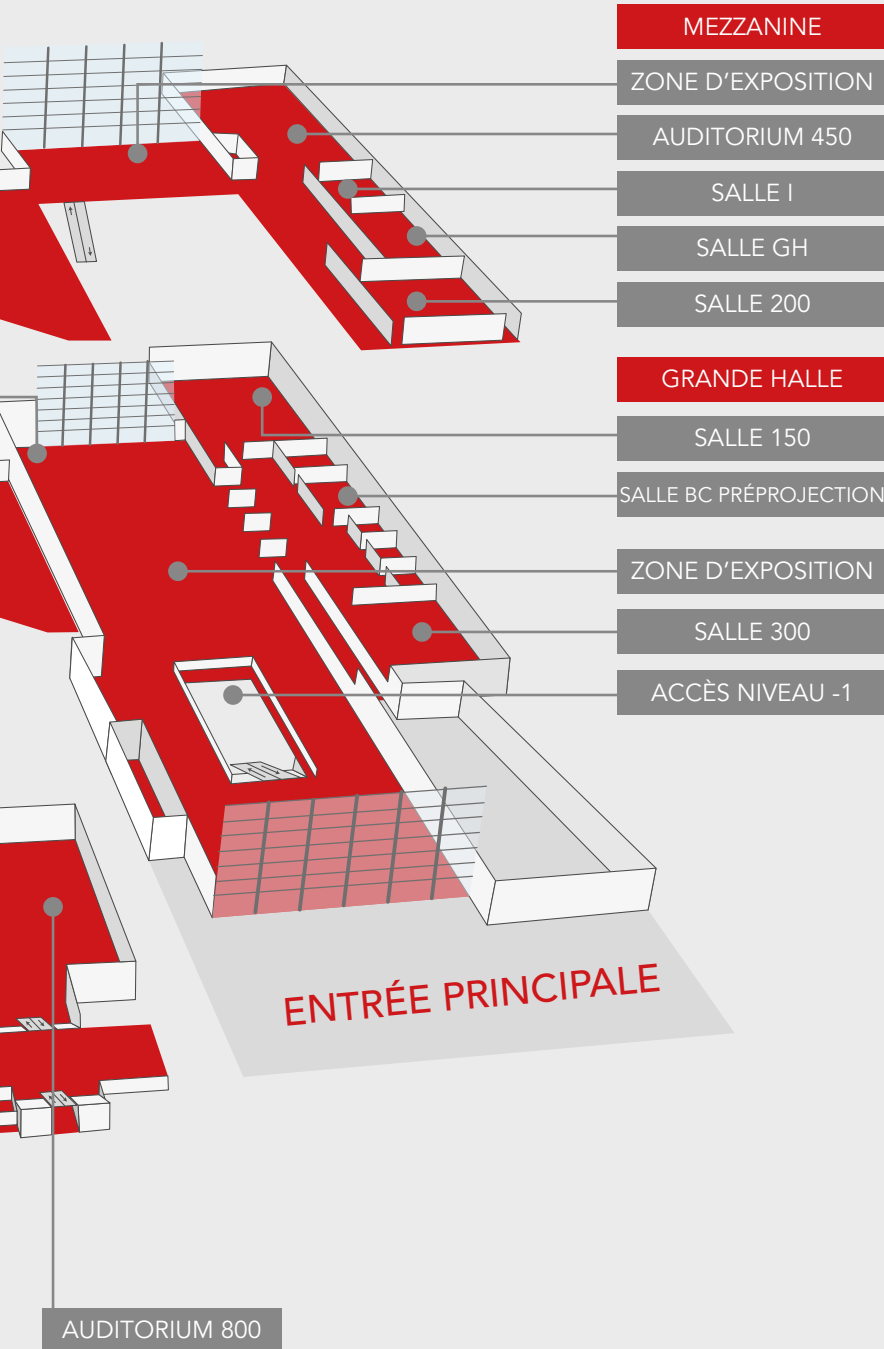 MEZZANINE
ZONE D'EXPOSITION
AUDITORIUM 450
SALLE I
SALLE GH
SALLE 200
GRANDE HALLE
SALLE 150
SALLE BC PRÉPROJECTION
ZONE D'EXPOSITION
SALLE 300
ACCÈS NIVEAU -1
ENTRÉE PRINCIPALE
AUDITORIUM 800